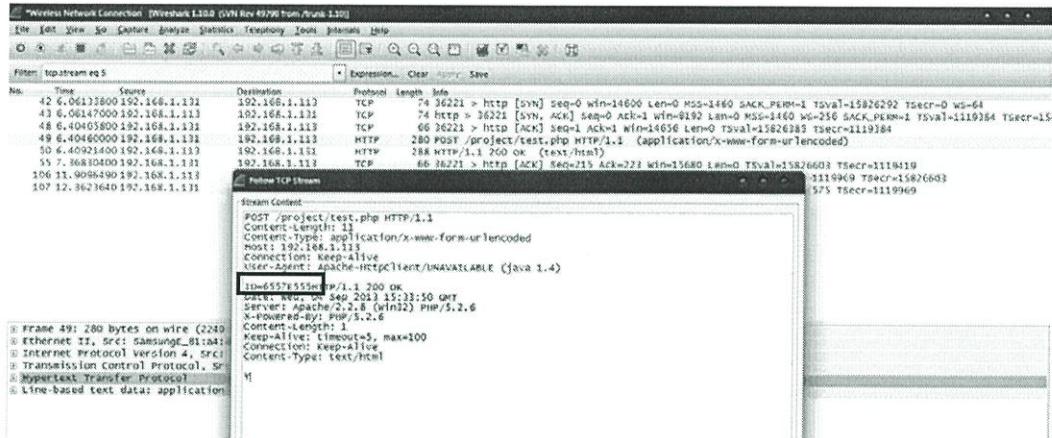 *Wireless Network Connection [Wireshark 1.10.0 (SVN Rev 49790 from /trunk-1.10)]
File Edit View Go Capture Analyze Statistics Telephony Tools Internals Help
Filter: tcp.stream eq 5 Expression... Clear Apply Save
No. Time Source Destination Protocol Length Info
42 6.06133800 192.168.1.131 192.168.1.113 TCP 74 36221 > http [SYN] Seq=0 Win=14600 Len=0 MSS=1460 SACK_PERM=1 TSval=15826292 TSecr=0 WS=64
43 6.06147000 192.168.1.113 192.168.1.131 TCP 74 http > 36221 [SYN, ACK] Seq=0 Ack=1 Win=8192 Len=0 MSS=1460 WS=256 SACK_PERM=1 TSval=1119384 TSecr=15
48 6.40405800 192.168.1.131 192.168.1.113 TCP 66 36221 > http [ACK] Seq=1 Ack=1 Win=14656 Len=0 TSval=15826385 TSecr=1119384
49 6.40460000 192.168.1.131 192.168.1.113 HTTP 280 POST /project/test.php HTTP/1.1 (application/x-www-form-urlencoded)
50 6.40921400 192.168.1.113 192.168.1.131 HTTP 288 HTTP/1.1 200 OK (text/html)
55 7.36830400 192.168.1.131 192.168.1.113 TCP 66 36221 > http [ACK] Seq=215 Ack=223 Win=15680 Len=0 TSval=15826603 TSecr=1119419
106 11.9096490 192.168.1.113 1119969 TSecr=15826603
107 12.3623640 192.168.1.131 575 TSecr=1119969
Follow TCP Stream
Stream Content
POST /project/test.php HTTP/1.1
Content-Length: 11
Content-Type: application/x-www-form-urlencoded
Host: 192.168.1.113
Connection: Keep-Alive
User-Agent: Apache-HttpClient/UNAVAILABLE (java 1.4)
ID=6557E555HTTP/1.1 200 OK
Date: Wed, 04 Sep 2013 15:33:50 GMT
Server: Apache/2.2.8 (Win32) PHP/5.2.6
X-Powered-By: PHP/5.2.6
Content-Length: 1
Keep-Alive: timeout=5, max=100
Connection: Keep-Alive
Content-Type: text/html
Y
Frame 49: 280 bytes on wire (2240
Ethernet II, Src: SamsungE_81:a4:
Internet Protocol Version 4, Src:
Transmission Control Protocol, Sr
Hypertext Transfer Protocol
Line-based text data: application